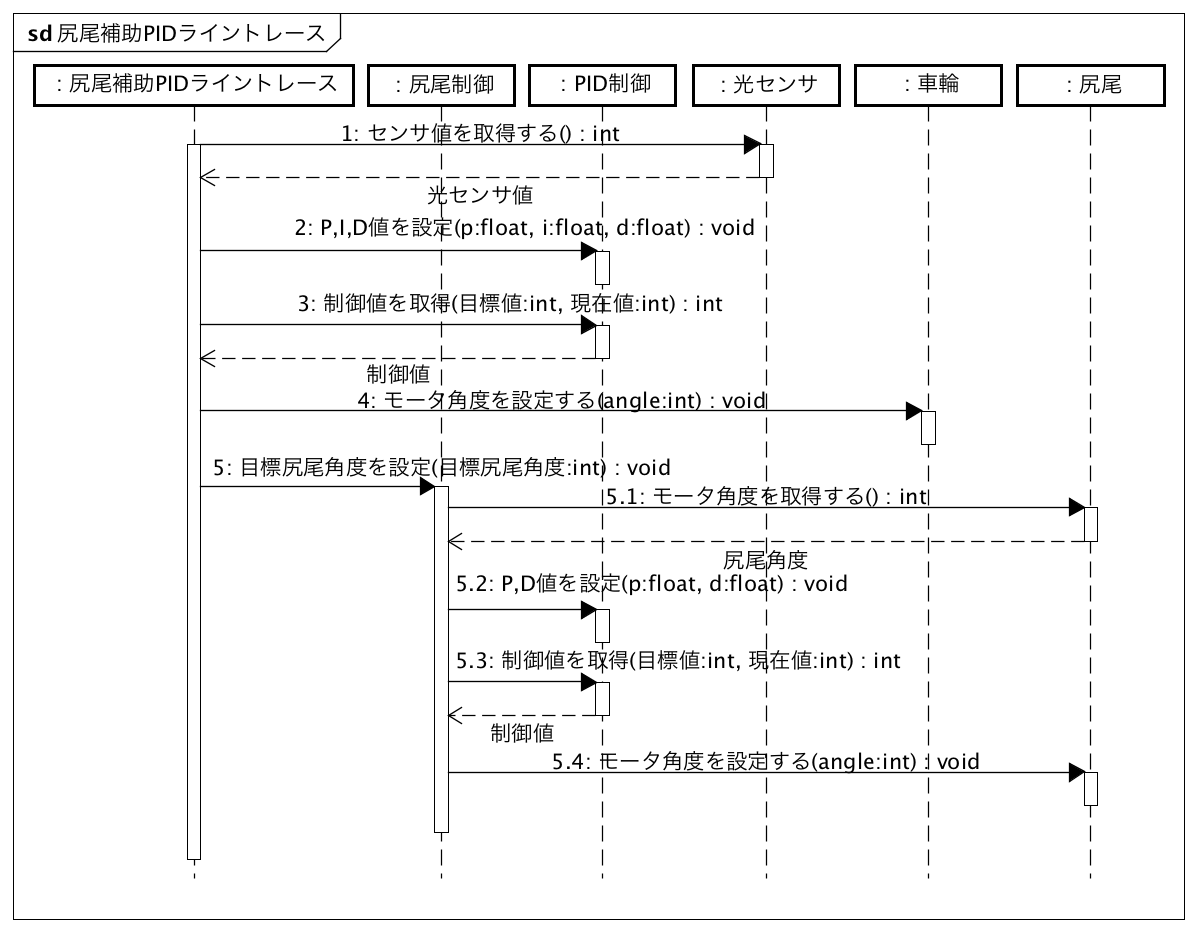 sd 尻尾補助PIDライントレース
: 尻尾補助PIDライントレース
: 尻尾制御
: PID制御
: 光センサ
: 車輪
: 尻尾
1: センサ値を取得する() : int
光センサ値
2: P,I,D値を設定(p:float, i:float, d:float) : void
3: 制御値を取得(目標値:int, 現在値:int) : int
制御値
4: モータ角度を設定する(angle:int) : void
5: 目標尻尾角度を設定(目標尻尾角度:int) : void
5.1: モータ角度を取得する() : int
尻尾角度
5.2: P,D値を設定(p:float, d:float) : void
5.3: 制御値を取得(目標値:int, 現在値:int) : int
制御値
5.4: モータ角度を設定する(angle:int) : void